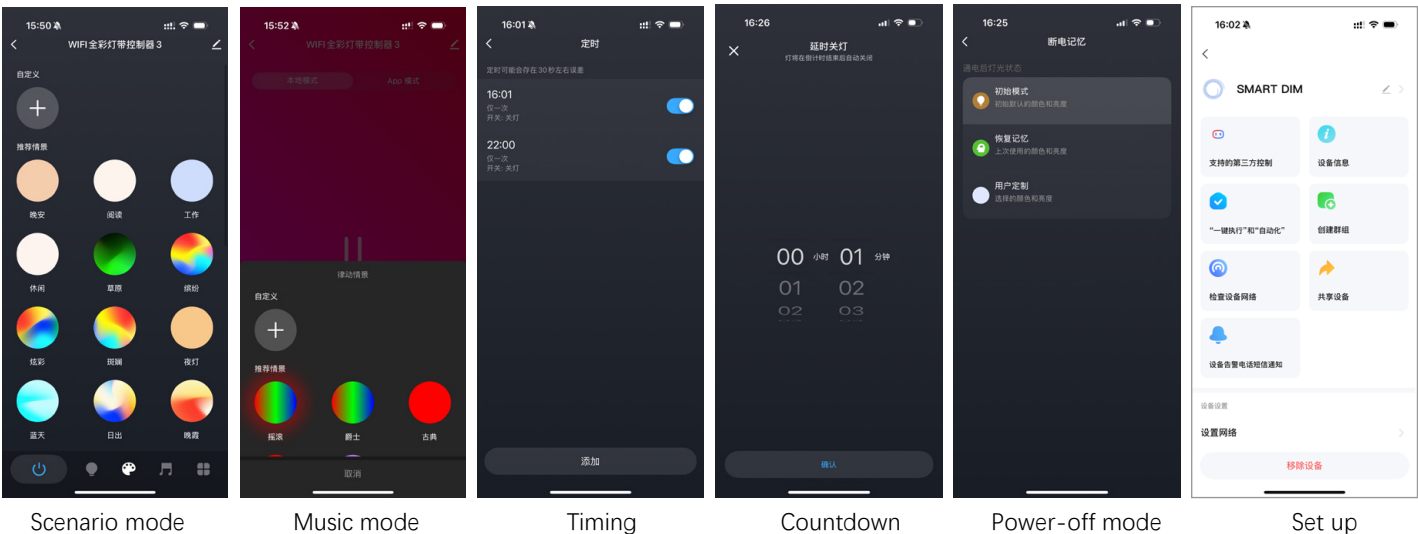 15:50
WIFI全彩灯带控制器 3
自定义
推荐情景
晚安
阅读
工作
休闲
草原
缤纷
炫彩
斑斓
夜灯
蓝天
日出
晚霞
Scenario mode
15:52
WIFI全彩灯带控制器 3
本地模式
App 模式
律动情景
自定义
推荐情景
摇滚
爵士
古典
取消
Music mode
16:01
定时
定时可能会存在30秒左右误差
16:01
仅一次
开关: 关灯
22:00
仅一次
开关: 关灯
添加
Timing
16:26
延时关灯
灯将在倒计时结束后自动关闭
00 小时 01 分钟
01 02
02 03
确认
Countdown
16:25
断电记忆
通电后灯光状态
初始模式
初始默认的颜色和亮度
恢复记忆
上次使用的颜色和亮度
用户定制
选择的颜色和亮度
Power-off mode
16:02
SMART DIM
支持的第三方控制
设备信息
“一键执行”和“自动化”
创建群组
检查设备网络
共享设备
设备告警电话短信通知
设备设置
设置网络
移除设备
Set up